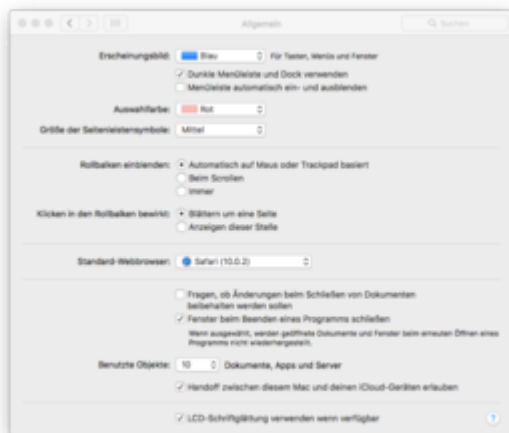 Allgemein
Suchen
Erscheinungsbild: Blau Für Tasten, Menüs und Fenster
Dunkle Menüleiste und Dock verwenden
Menüleiste automatisch ein- und ausblenden
Auswahlfarbe: Rot
Größe der Seitenleistensymbole: Mittel
Rollbalken einblenden: Automatisch auf Maus oder Trackpad basiert
Beim Scrollen
Immer
Klicken in den Rollbalken bewirkt: Blättern um eine Seite
Anzeigen dieser Stelle
Standard-Webbrowser: Safari (10.0.2)
Fragen, ob Änderungen beim Schließen von Dokumenten
beibehalten werden sollen
Fenster beim Beenden eines Programms schließen
Wenn ausgewählt, werden geöffnete Dokumente und Fenster beim erneuten Öffnen eines
Programms nicht wiederhergestellt.
Benutzte Objekte: 10 Dokumente, Apps und Server
Handoff zwischen diesem Mac und deinen iCloud-Geräten erlauben
LCD-Schriftglättung verwenden wenn verfügbar ?